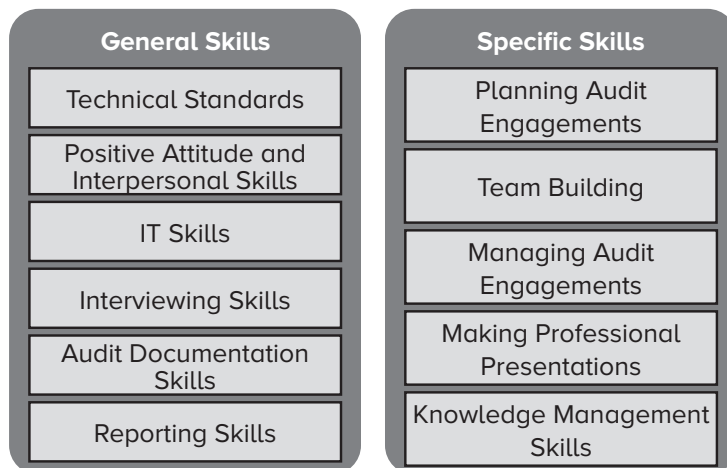 General Skills
Technical Standards
Positive Attitude and
Interpersonal Skills
IT Skills
Interviewing Skills
Audit Documentation
Skills
Reporting Skills
Specific Skills
Planning Audit
Engagements
Team Building
Managing Audit
Engagements
Making Professional
Presentations
Knowledge Management
Skills